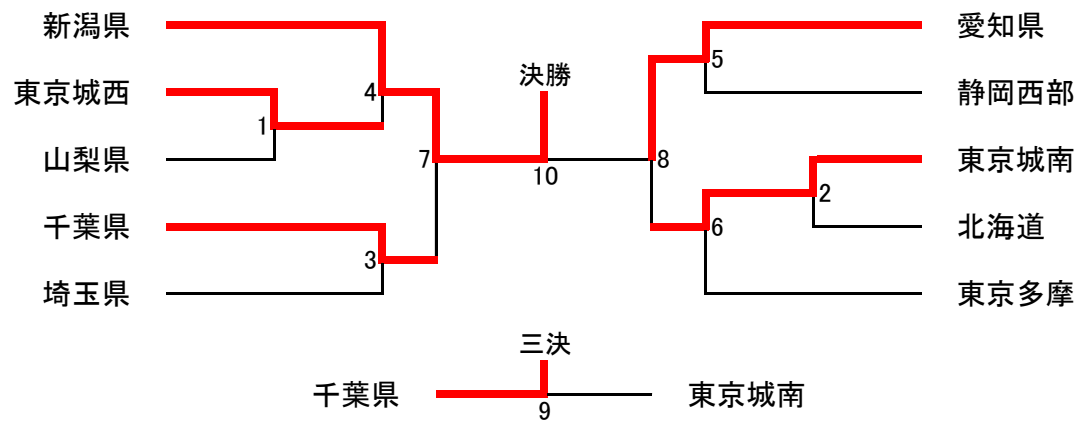 新潟県
愛知県
決勝
5
東京城西
4
静岡西部
1
山梨県
7
8
東京城南
10
2
千葉県
6
北海道
3
埼玉県
東京多摩
三決
千葉県
東京城南
9